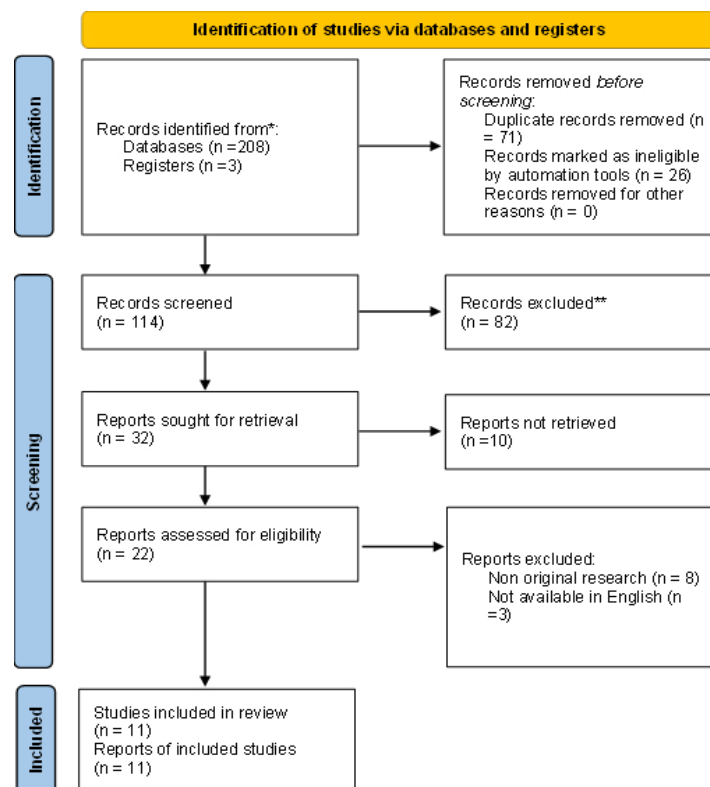 Identification of studies via databases and registers
Identification
Records identified from*:
Databases (n =208)
Registers (n =3)
Records removed before
screening:
Duplicate records removed (n
= 71)
Records marked as ineligible
by automation tools (n = 26)
Records removed for other
reasons (n = 0)
Screening
Records screened
(n = 114)
Records excluded**
(n = 82)
Reports sought for retrieval
(n = 32)
Reports not retrieved
(n =10)
Reports assessed for eligibility
(n = 22)
Reports excluded:
Non original research (n = 8)
Not available in English (n
=3)
Included
Studies included in review
(n = 11)
Reports of included studies
(n = 11)